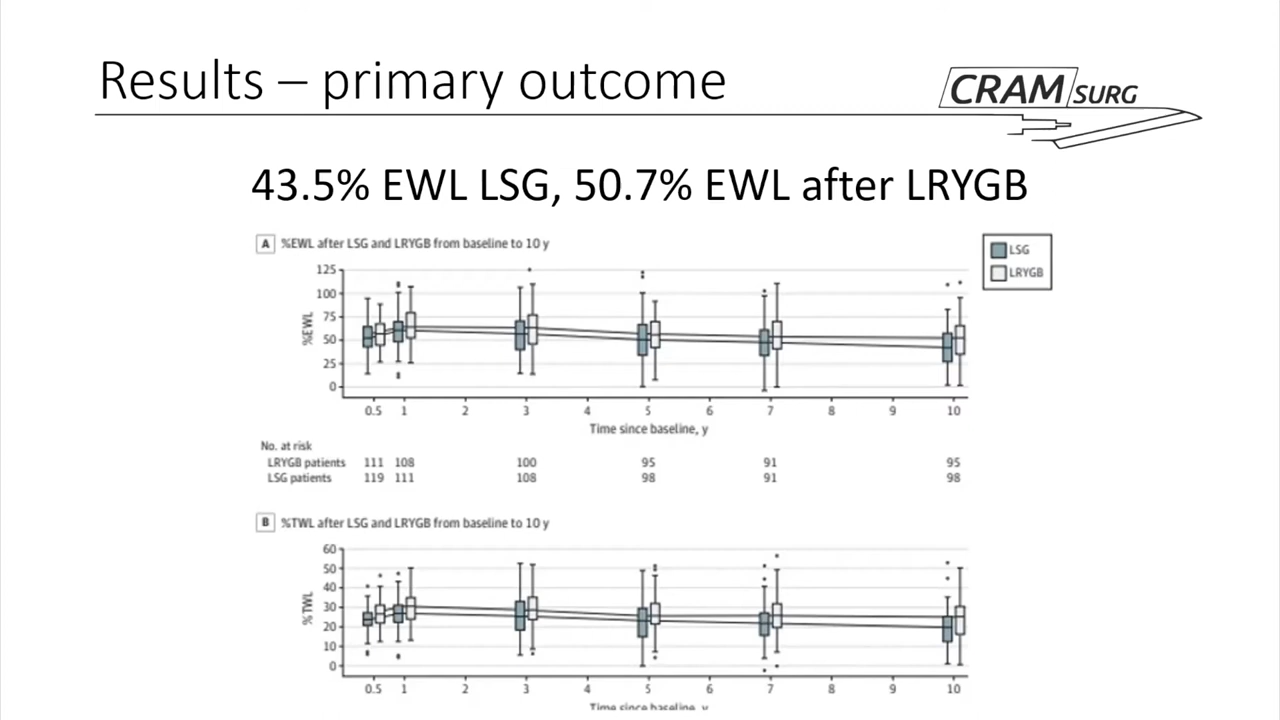 Results – primary outcome
CRAM SURG
43.5% EWL LSG, 50.7% EWL after LRYGB
A %EWL after LSG and LRYGB from baseline to 10 y
LSG
LRYGB
125
100
75
50
25
0
%EWL
0.5 1 2 3 4 5 6 7 8 9 10
Time since baseline, y
No. at risk
LRYGB patients 111 108 100 95 91 95
LSG patients 119 111 108 98 91 98
B %TWL after LSG and LRYGB from baseline to 10 y
60
50
40
30
20
10
0
%TWL
0.5 1 2 3 4 5 6 7 8 9 10
Time since baseline, y